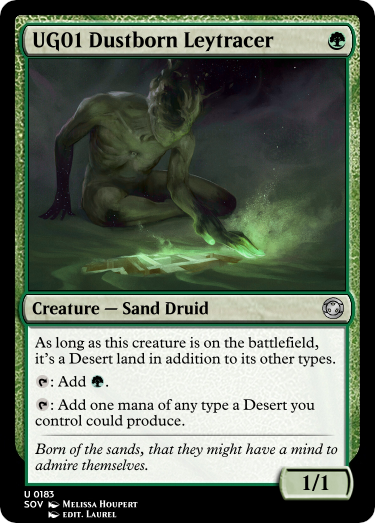 UG01 Dustborn Leytracer
Creature — Sand Druid
As long as this creature is on the battlefield,
it's a Desert land in addition to its other types.
: Add .
: Add one mana of any type a Desert you
control could produce.
Born of the sands, that they might have a mind to
admire themselves.
1/1
U 0183
SOV Melissa Houpert
edit. Laurel